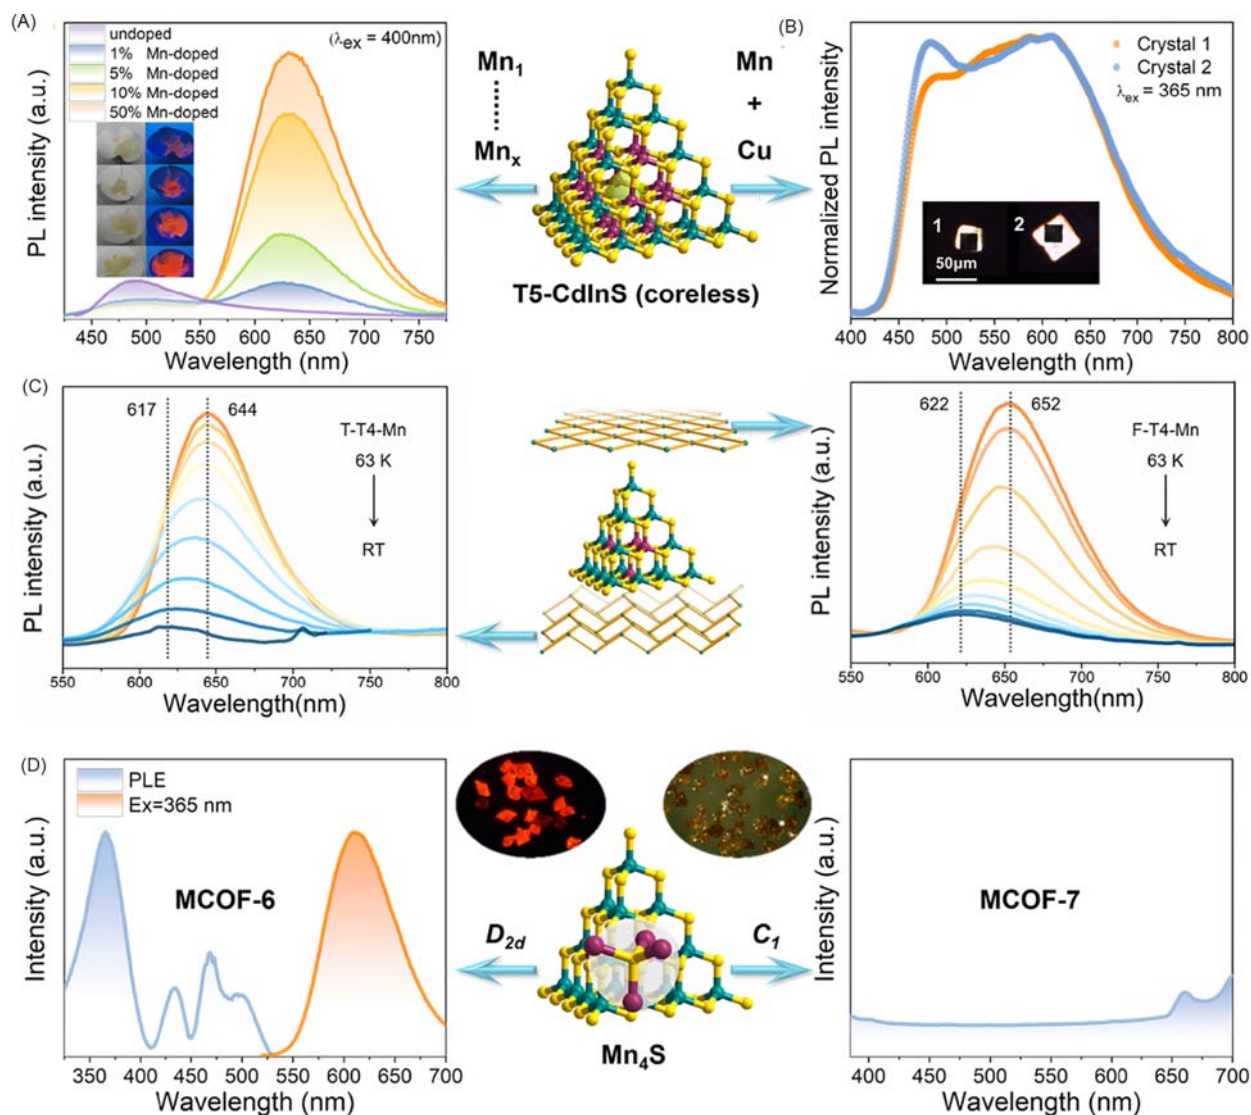 (A)
PL intensity (a.u.)
undoped
1% Mn-doped
5% Mn-doped
10% Mn-doped
50% Mn-doped
(λex = 400nm)
450 500 550 600 650 700 750
Wavelength (nm)
Mn1
Mnx
Mn
+
Cu
T5-CdInS (coreless)
(B)
Normalized PL intensity
Crystal 1
Crystal 2
λex = 365 nm
1 2
50μm
400 450 500 550 600 650 700 750 800
Wavelength (nm)
(C)
PL intensity (a.u.)
617 644
T-T4-Mn
63 K
RT
550 600 650 700 750 800
Wavelength(nm)
PL intensity (a.u.)
622 652
F-T4-Mn
63 K
RT
550 600 650 700 750 800
Wavelength(nm)
(D)
Intensity (a.u.)
PLE
Ex=365 nm
MCOF-6
350 400 450 500 550 600 650 700
Wavelength (nm)
D2d
C1
Mn4S
Intensity (a.u.)
MCOF-7
400 450 500 550 600 650 700
Wavelength (nm)